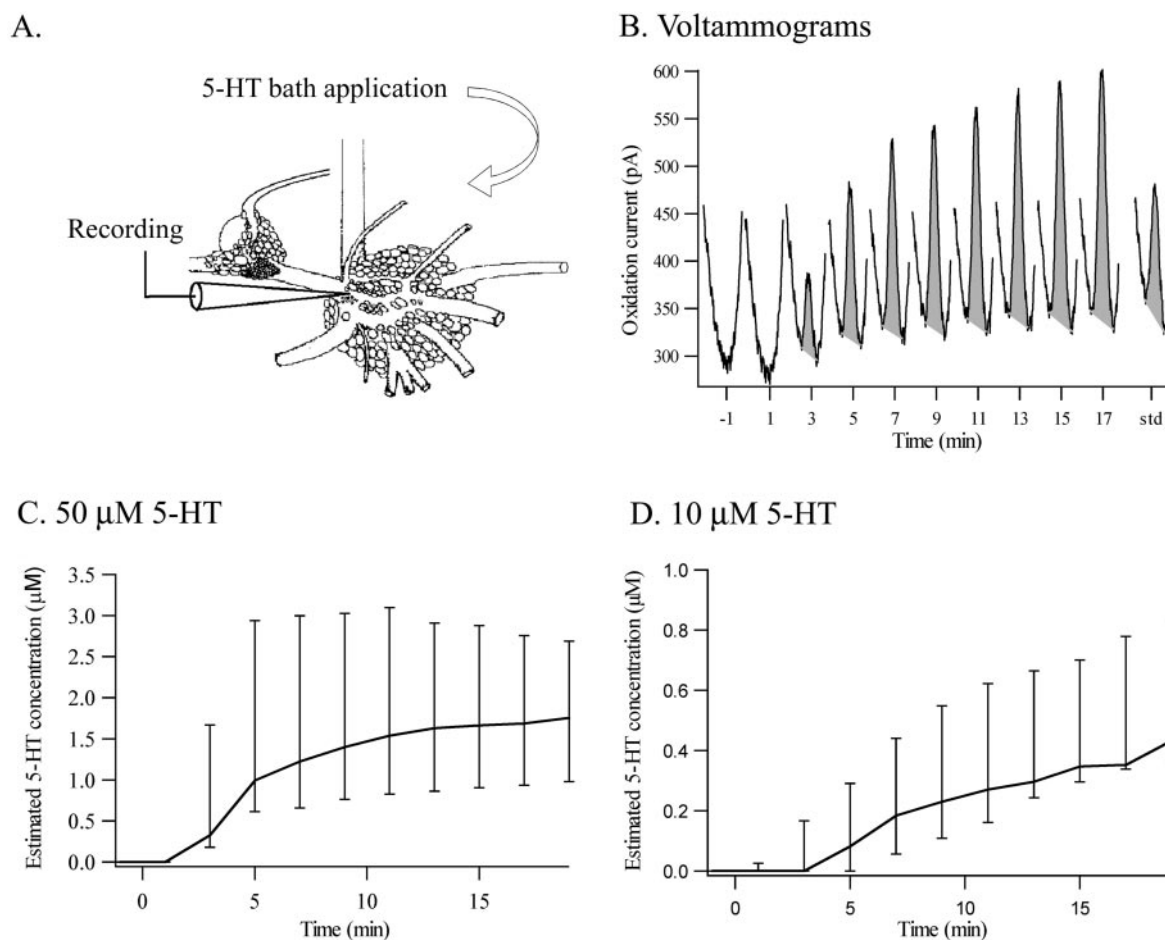 A.
5-HT bath application
Recording
B. Voltammograms
Oxidation current (pA)
600
550
500
450
400
350
300
-1 1 3 5 7 9 11 13 15 17 std
Time (min)
C. 50 μM 5-HT
Estimated 5-HT concentration (μM)
3.5
3.0
2.5
2.0
1.5
1.0
0.5
0.0
0 5 10 15
Time (min)
D. 10 μM 5-HT
Estimated 5-HT concentration (μM)
1.0
0.8
0.6
0.4
0.2
0.0
0 5 10 15
Time (min)